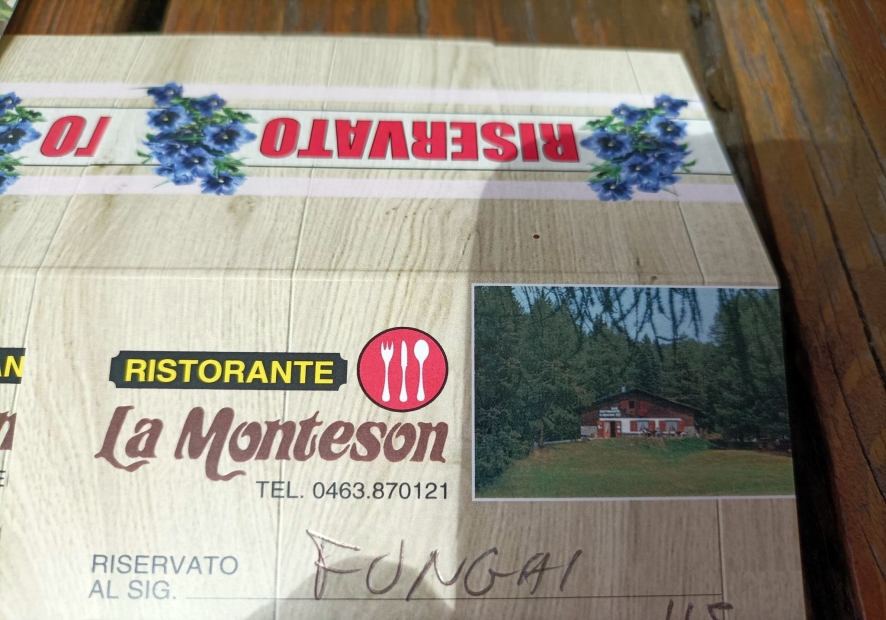 RISERVATO
RISTORANTE
La Monteson
TEL. 0463.870121
RISERVATO
AL SIG. FUNGAI